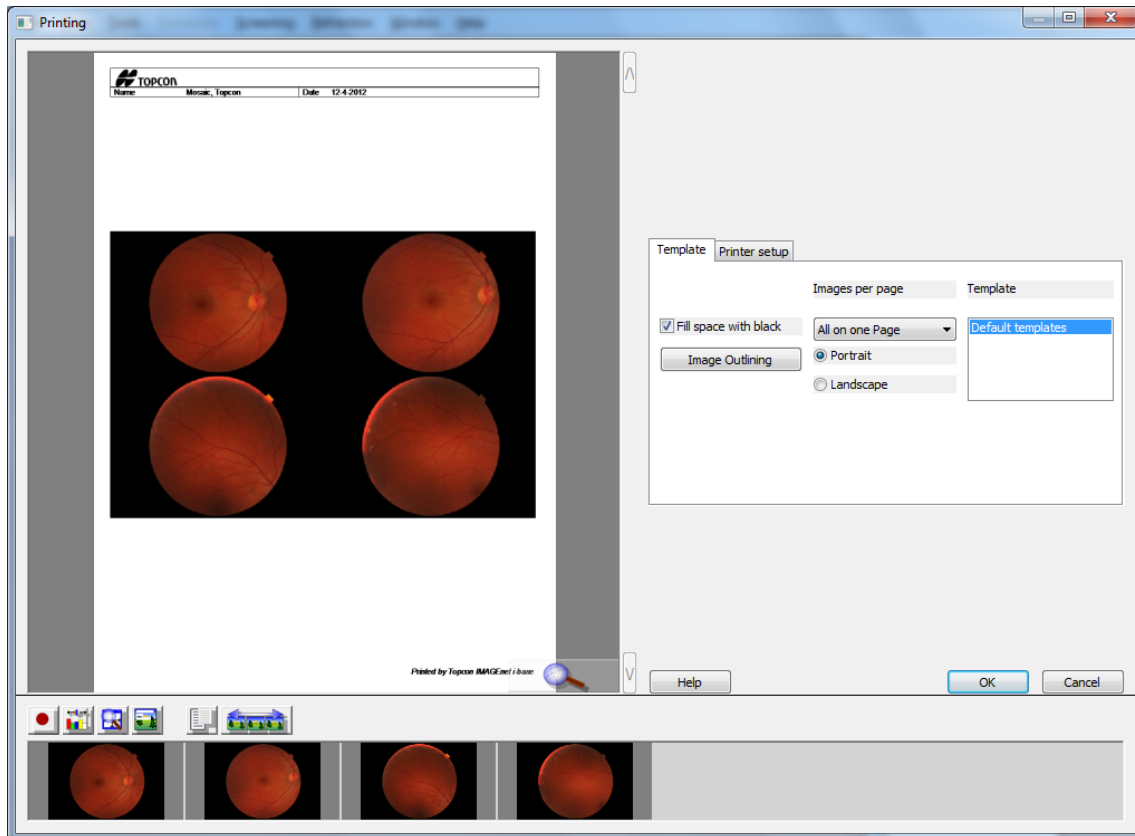 Printing
TOPCON
Name Mosaic, Topcon Date 12-4-2012
Printed by Topcon IMAGEnet i-base
Template Printer setup
Images per page Template
Fill space with black All on one Page Default templates
Image Outlining Portrait
Landscape
Help OK Cancel